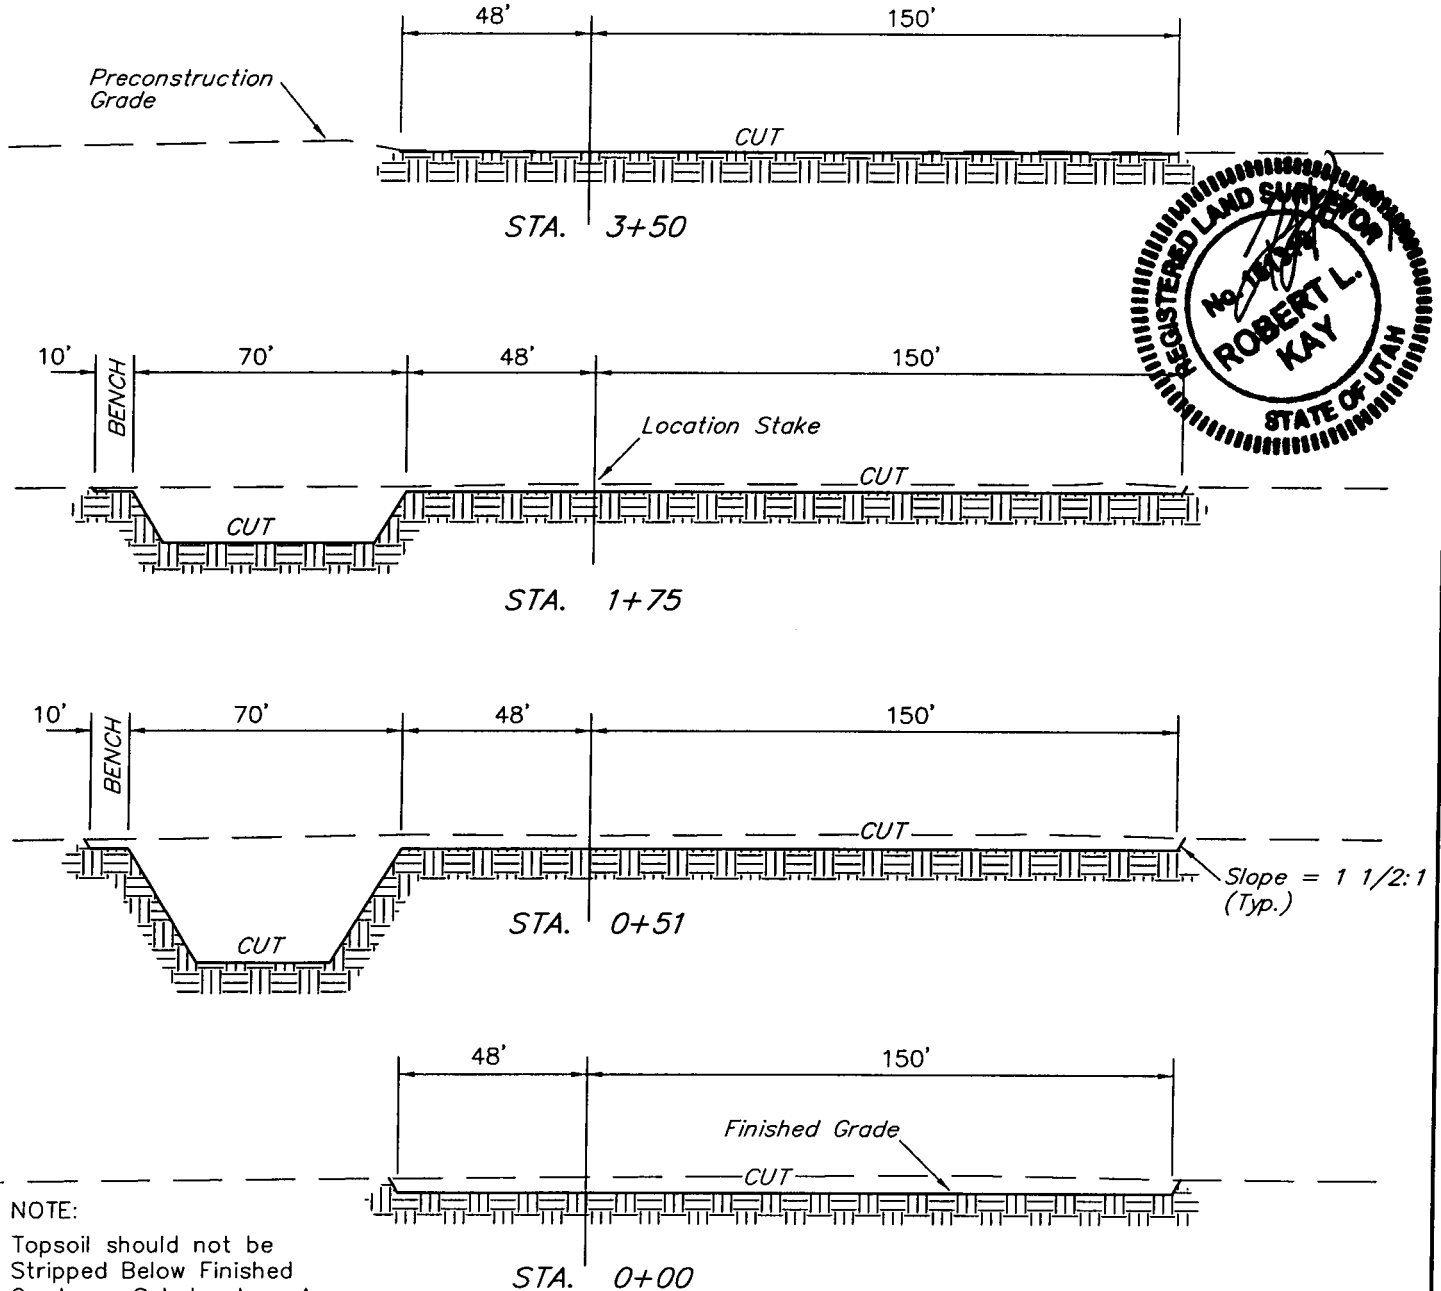 48'
150'
Preconstruction
Grade
CUT
STA. 3+50
REGISTERED LAND SURVEYOR
No.
ROBERT L.
KAY
STATE OF UTAH
10'
BENCH
70'
48'
150'
Location Stake
CUT
CUT
STA. 1+75
10'
BENCH
70'
48'
150'
CUT
Slope = 1 1/2:1
(Typ.)
CUT
STA. 0+51
48'
150'
Finished Grade
CUT
NOTE:
Topsoil should not be
Stripped Below Finished
STA. 0+00